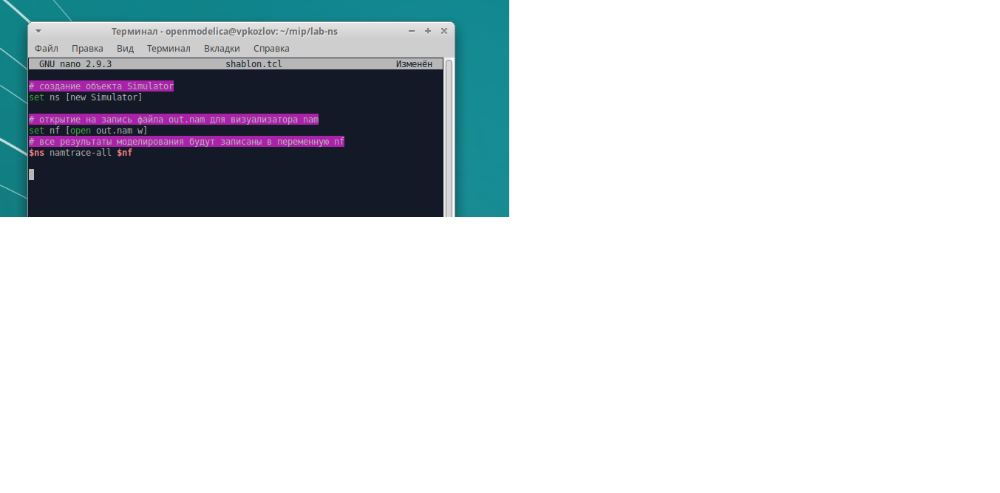 Терминал - openmodelica@vpkozlov: ~/mip/lab-ns
Файл Правка Вид Терминал Вкладки Справка
GNU nano 2.9.3 shablon.tcl Изменён
# создание объекта Simulator
set ns [new Simulator]
# открытие на запись файла out.nam для визуализатора nam
set nf [open out.nam w]
# все результаты моделирования будут записаны в переменную nf
$ns namtrace-all $nf